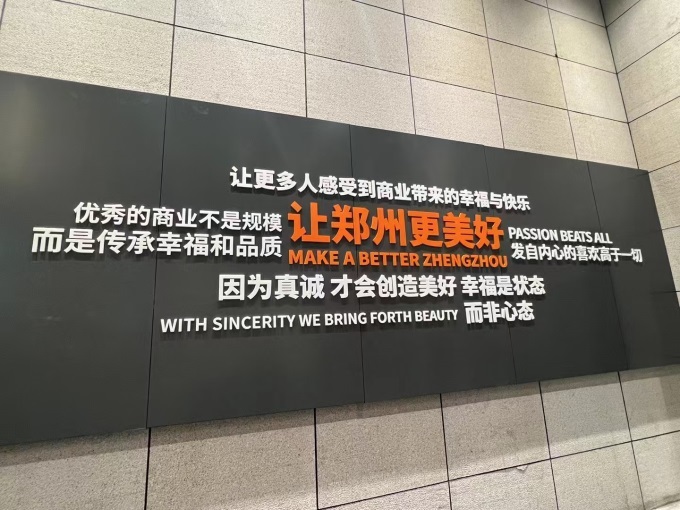 让更多人感受到商业带来的幸福与快乐
优秀的商业不是规模
而是传承幸福和品质
让郑州更美好
MAKE A BETTER ZHENGZHOU
PASSION BEATS ALL
发自内心的喜欢高于一切
因为真诚 才会创造美好 幸福是状态
WITH SINCERITY WE BRING FORTH BEAUTY 而非心态